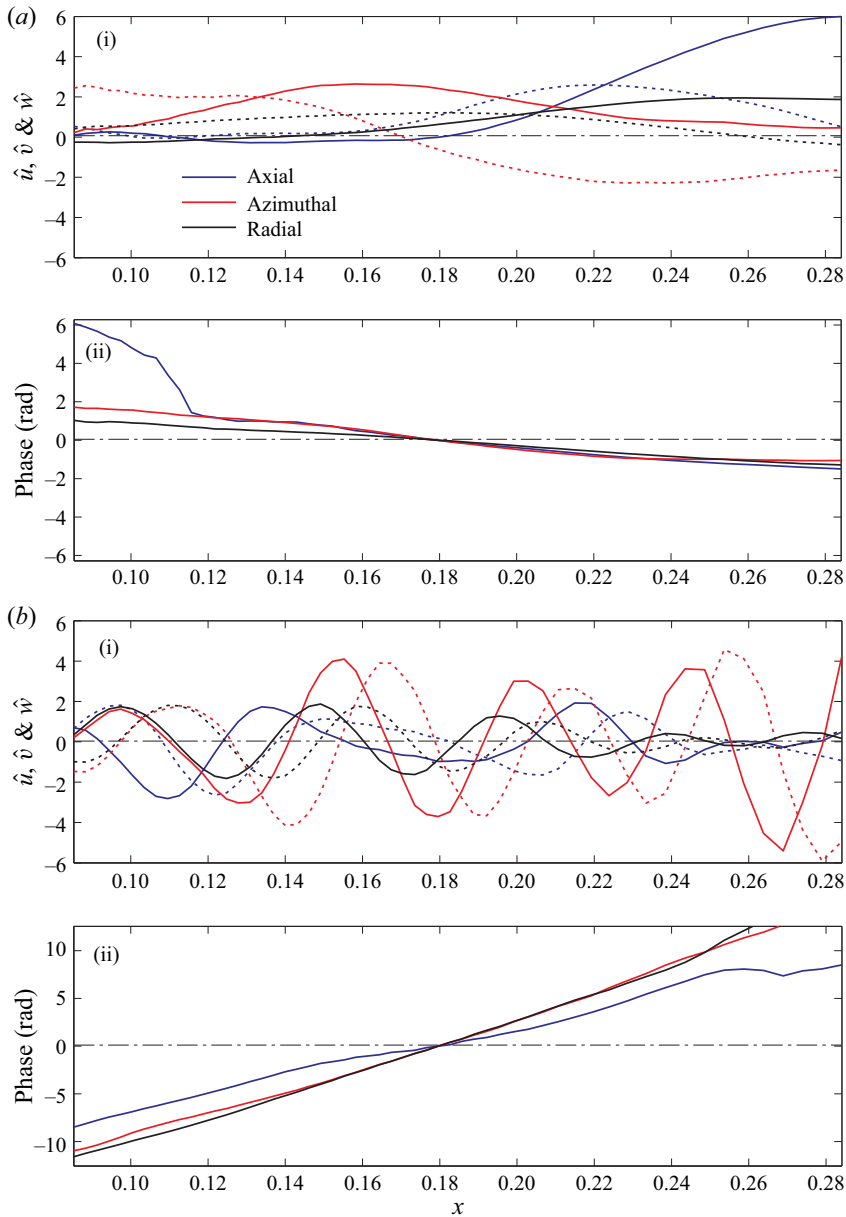 (a)
(i)
û, v̂ & ŵ
6
4
2
0
–2
–4
–6
Axial
Azimuthal
Radial
0.10 0.12 0.14 0.16 0.18 0.20 0.22 0.24 0.26 0.28
(ii)
Phase (rad)
6
4
2
0
–2
–4
–6
0.10 0.12 0.14 0.16 0.18 0.20 0.22 0.24 0.26 0.28
(b)
(i)
û, v̂ & ŵ
6
4
2
0
–2
–4
–6
0.10 0.12 0.14 0.16 0.18 0.20 0.22 0.24 0.26 0.28
(ii)
Phase (rad)
10
5
0
–5
–10
0.10 0.12 0.14 0.16 0.18 0.20 0.22 0.24 0.26 0.28
x